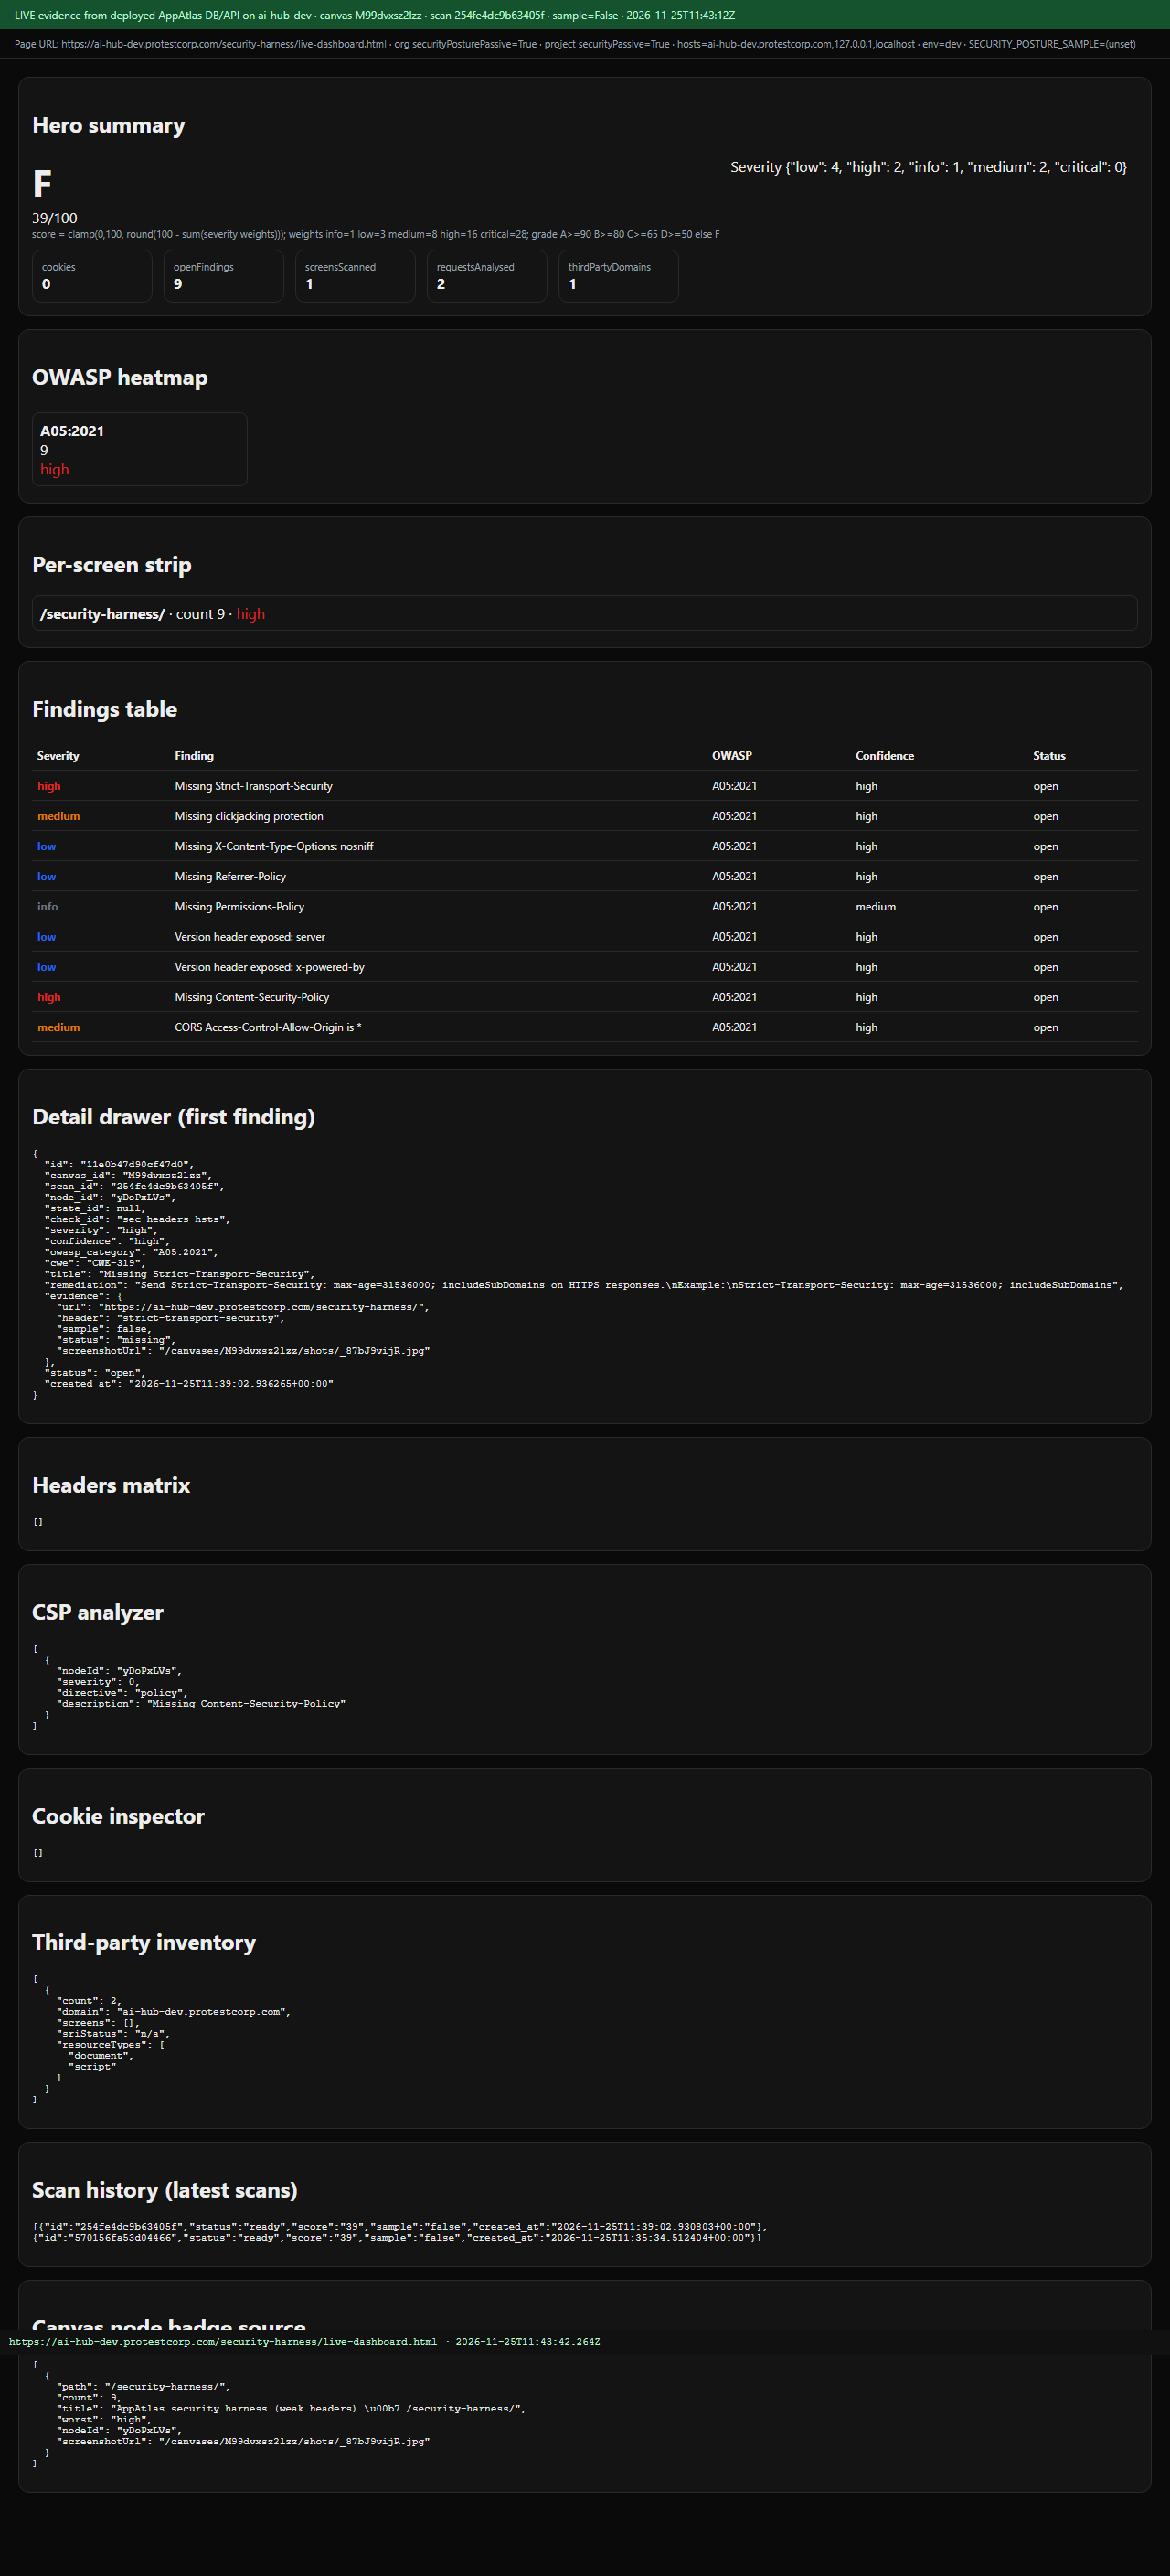 LIVE evidence from deployed AppAtlas DB/API on ai-hub-dev · canvas M99dvxsz2lzz · scan 254fe4dc9b63405f · sample=False · 2026-11-25T11:43:12Z
Page URL: https://ai-hub-dev.protestcorp.com/security-harness/live-dashboard.html · org securityPosturePassive=True · project securityPassive=True · hosts=ai-hub-dev.protestcorp.com,127.0.0.1,localhost · env=dev · SECURITY_POSTURE_SAMPLE=(unset)
Hero summary
F
Severity {"low": 4, "high": 2, "info": 1, "medium": 2, "critical": 0}
39/100
score = clamp(0,100, round(100 - sum(severity weights))); weights info=1 low=3 medium=8 high=16 critical=28; grade A>=90 B>=80 C>=65 D>=50 else F
cookies
0
openFindings
9
screensScanned
1
requestsAnalysed
2
thirdPartyDomains
1
OWASP heatmap
A05:2021
9
high
Per-screen strip
/security-harness/ · count 9 · high
Findings table
Severity Finding OWASP Confidence Status
high Missing Strict-Transport-Security A05:2021 high open
medium Missing clickjacking protection A05:2021 high open
low Missing X-Content-Type-Options: nosniff A05:2021 high open
low Missing Referrer-Policy A05:2021 high open
info Missing Permissions-Policy A05:2021 medium open
low Version header exposed: server A05:2021 high open
low Version header exposed: x-powered-by A05:2021 high open
high Missing Content-Security-Policy A05:2021 high open
medium CORS Access-Control-Allow-Origin is * A05:2021 high open
Detail drawer (first finding)
{
"id": "11e0b47d90cf47d0",
"canvas_id": "M99dvxsz2lzz",
"scan_id": "254fe4dc9b63405f",
"node_id": "yDoPxLVs",
"state_id": null,
"check_id": "sec-headers-hsts",
"severity": "high",
"confidence": "high",
"owasp_category": "A05:2021",
"cwe": "CWE-319",
"title": "Missing Strict-Transport-Security",
"remediation": "Send Strict-Transport-Security: max-age=31536000; includeSubDomains on HTTPS responses.\nExample:\nStrict-Transport-Security: max-age=31536000; includeSubDomains",
"evidence": {
"url": "https://ai-hub-dev.protestcorp.com/security-harness/",
"header": "strict-transport-security",
"sample": false,
"status": "missing",
"screenshotUrl": "/canvases/M99dvxsz2lzz/shots/_87bJ9vijR.jpg"
},
"status": "open",
"created_at": "2026-11-25T11:39:02.936265+00:00"
}
Headers matrix
[]
CSP analyzer
[
{
"nodeId": "yDoPxLVs",
"severity": 0,
"directive": "policy",
"description": "Missing Content-Security-Policy"
}
]
Cookie inspector
[]
Third-party inventory
[
{
"count": 2,
"domain": "ai-hub-dev.protestcorp.com",
"screens": [],
"sriStatus": "n/a",
"resourceTypes": [
"document",
"script"
]
}
]
Scan history (latest scans)
[{"id":"254fe4dc9b63405f","status":"ready","score":"39","sample":"false","created_at":"2026-11-25T11:39:02.930803+00:00"},
{"id":"570156fa53d04466","status":"ready","score":"39","sample":"false","created_at":"2026-11-25T11:35:34.512404+00:00"}]
Canvas node badge source
https://ai-hub-dev.protestcorp.com/security-harness/live-dashboard.html · 2026-11-25T11:43:42.264Z
[
{
"path": "/security-harness/",
"count": 9,
"title": "AppAtlas security harness (weak headers) \u00b7 /security-harness/",
"worst": "high",
"nodeId": "yDoPxLVs",
"screenshotUrl": "/canvases/M99dvxsz2lzz/shots/_87bJ9vijR.jpg"
}
]